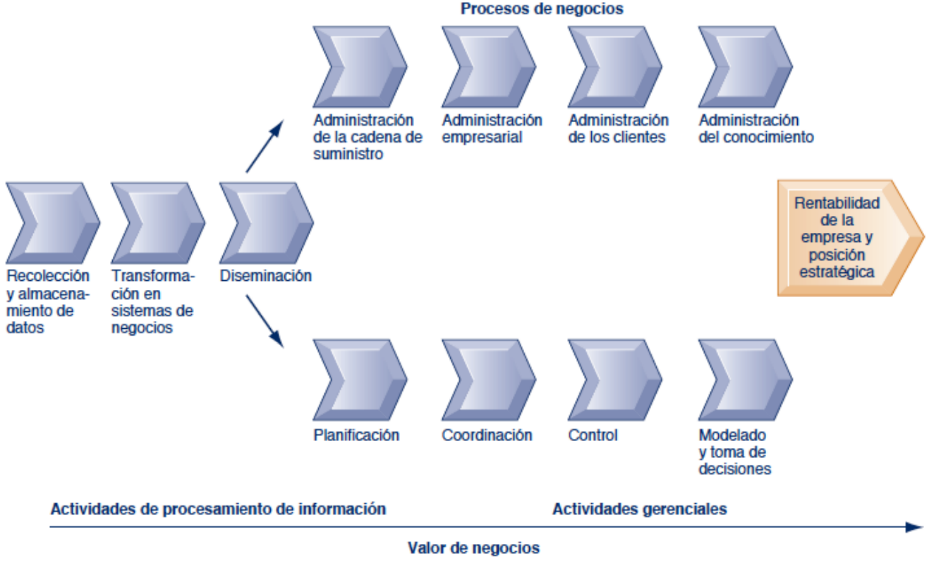 Procesos de negocios
Administración
de la cadena de
suministro
Administración
empresarial
Administración
de los clientes
Administración
del conocimiento
Recolección
y almacena-
miento de
datos
Transforma-
ción en
sistemas de
negocios
Diseminación
Rentabilidad
de la
empresa y
posición
estratégica
Planificación
Coordinación
Control
Modelado
y toma de
decisiones
Actividades de procesamiento de información
Actividades gerenciales
Valor de negocios